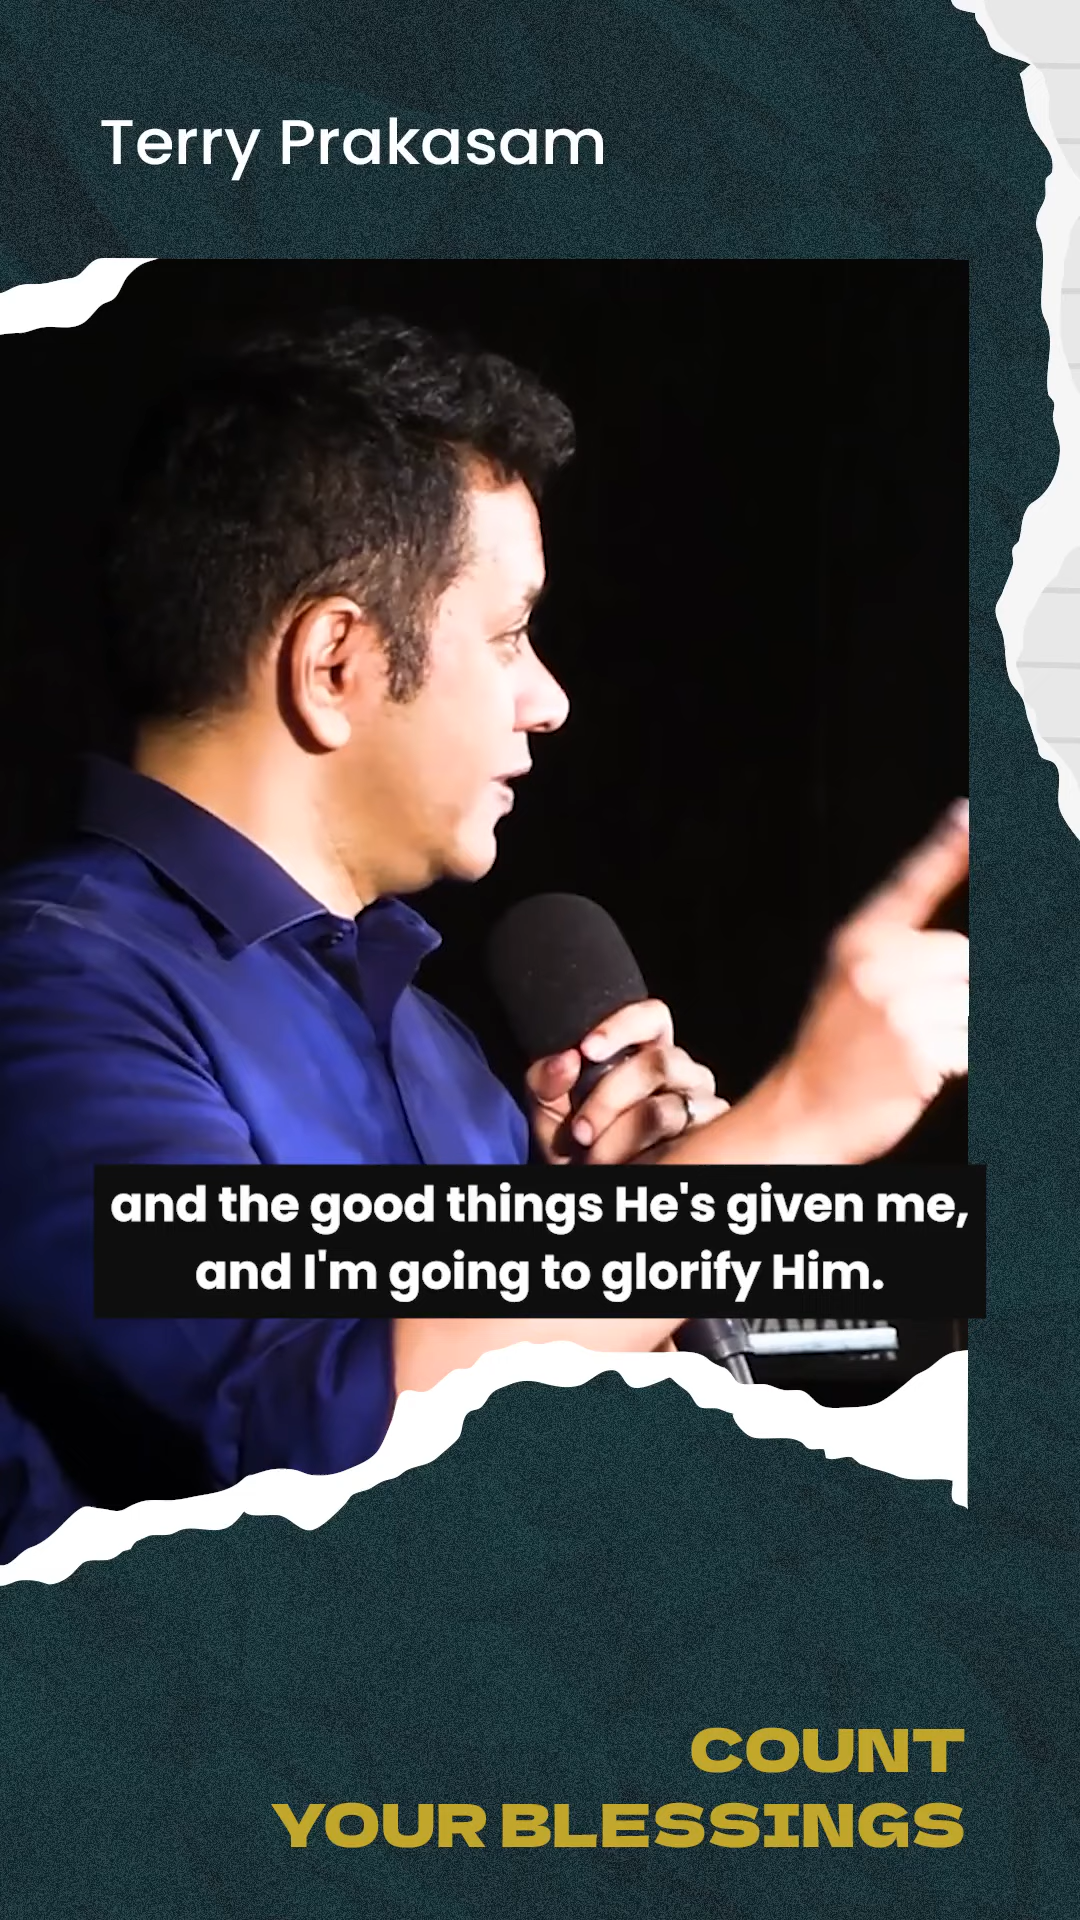 Terry Prakasam
and the good things He's given me,
and I'm going to glorify Him.
COUNT
YOUR BLESSINGS